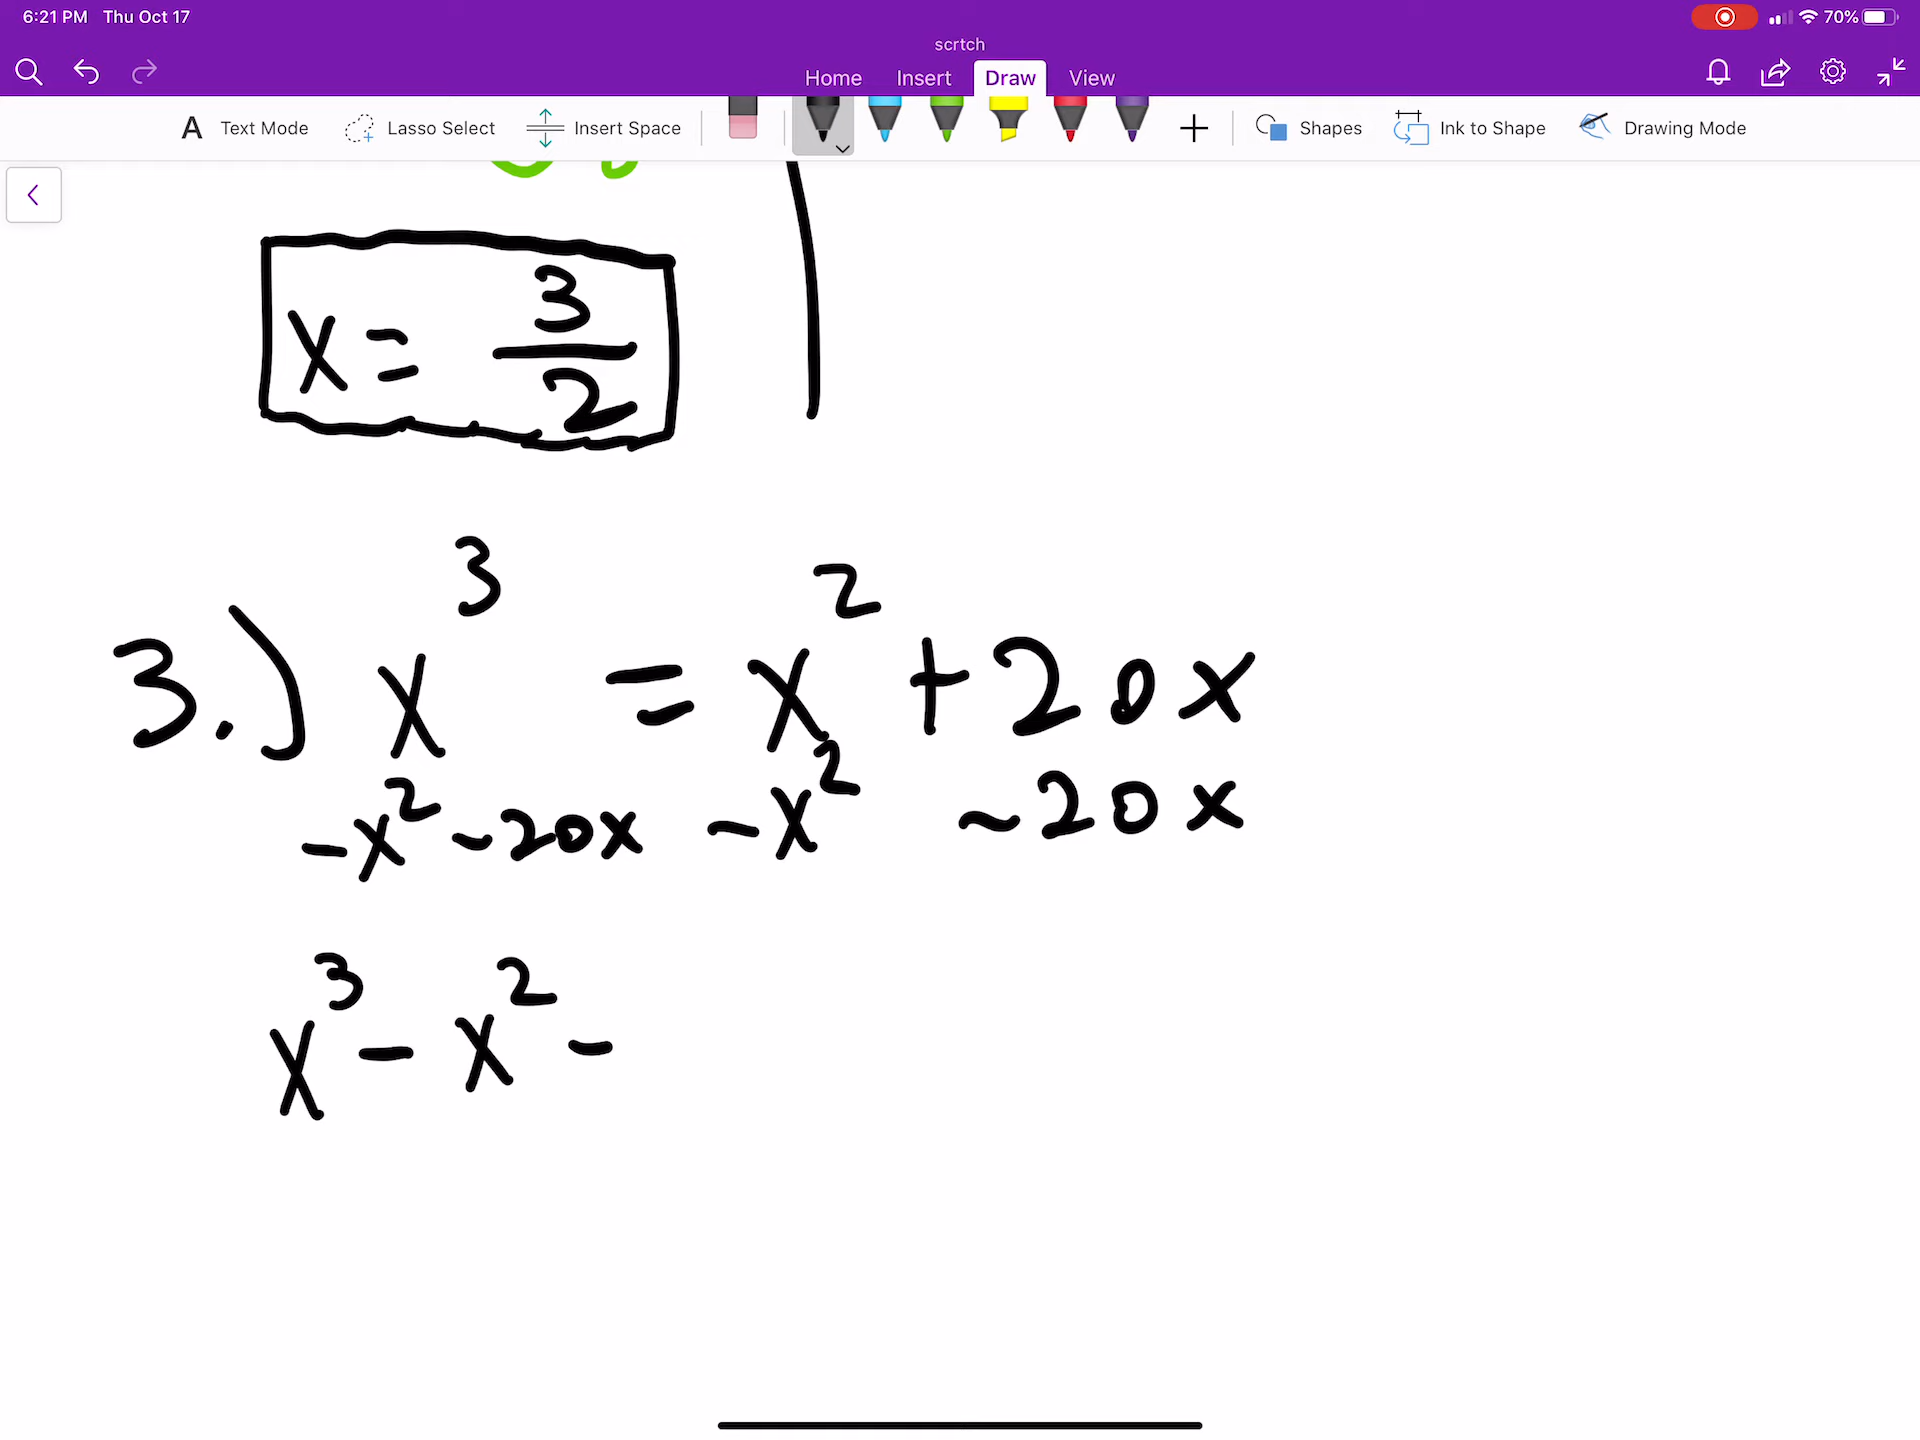 6:21 PM Thu Oct 17 70%
scrtch
Home Insert Draw View
A Text Mode Lasso Select Insert Space Shapes Ink to Shape Drawing Mode
x = 3/2
3.) x³ = x² + 20x
-x² -20x -x² -20x
x³ - x² -